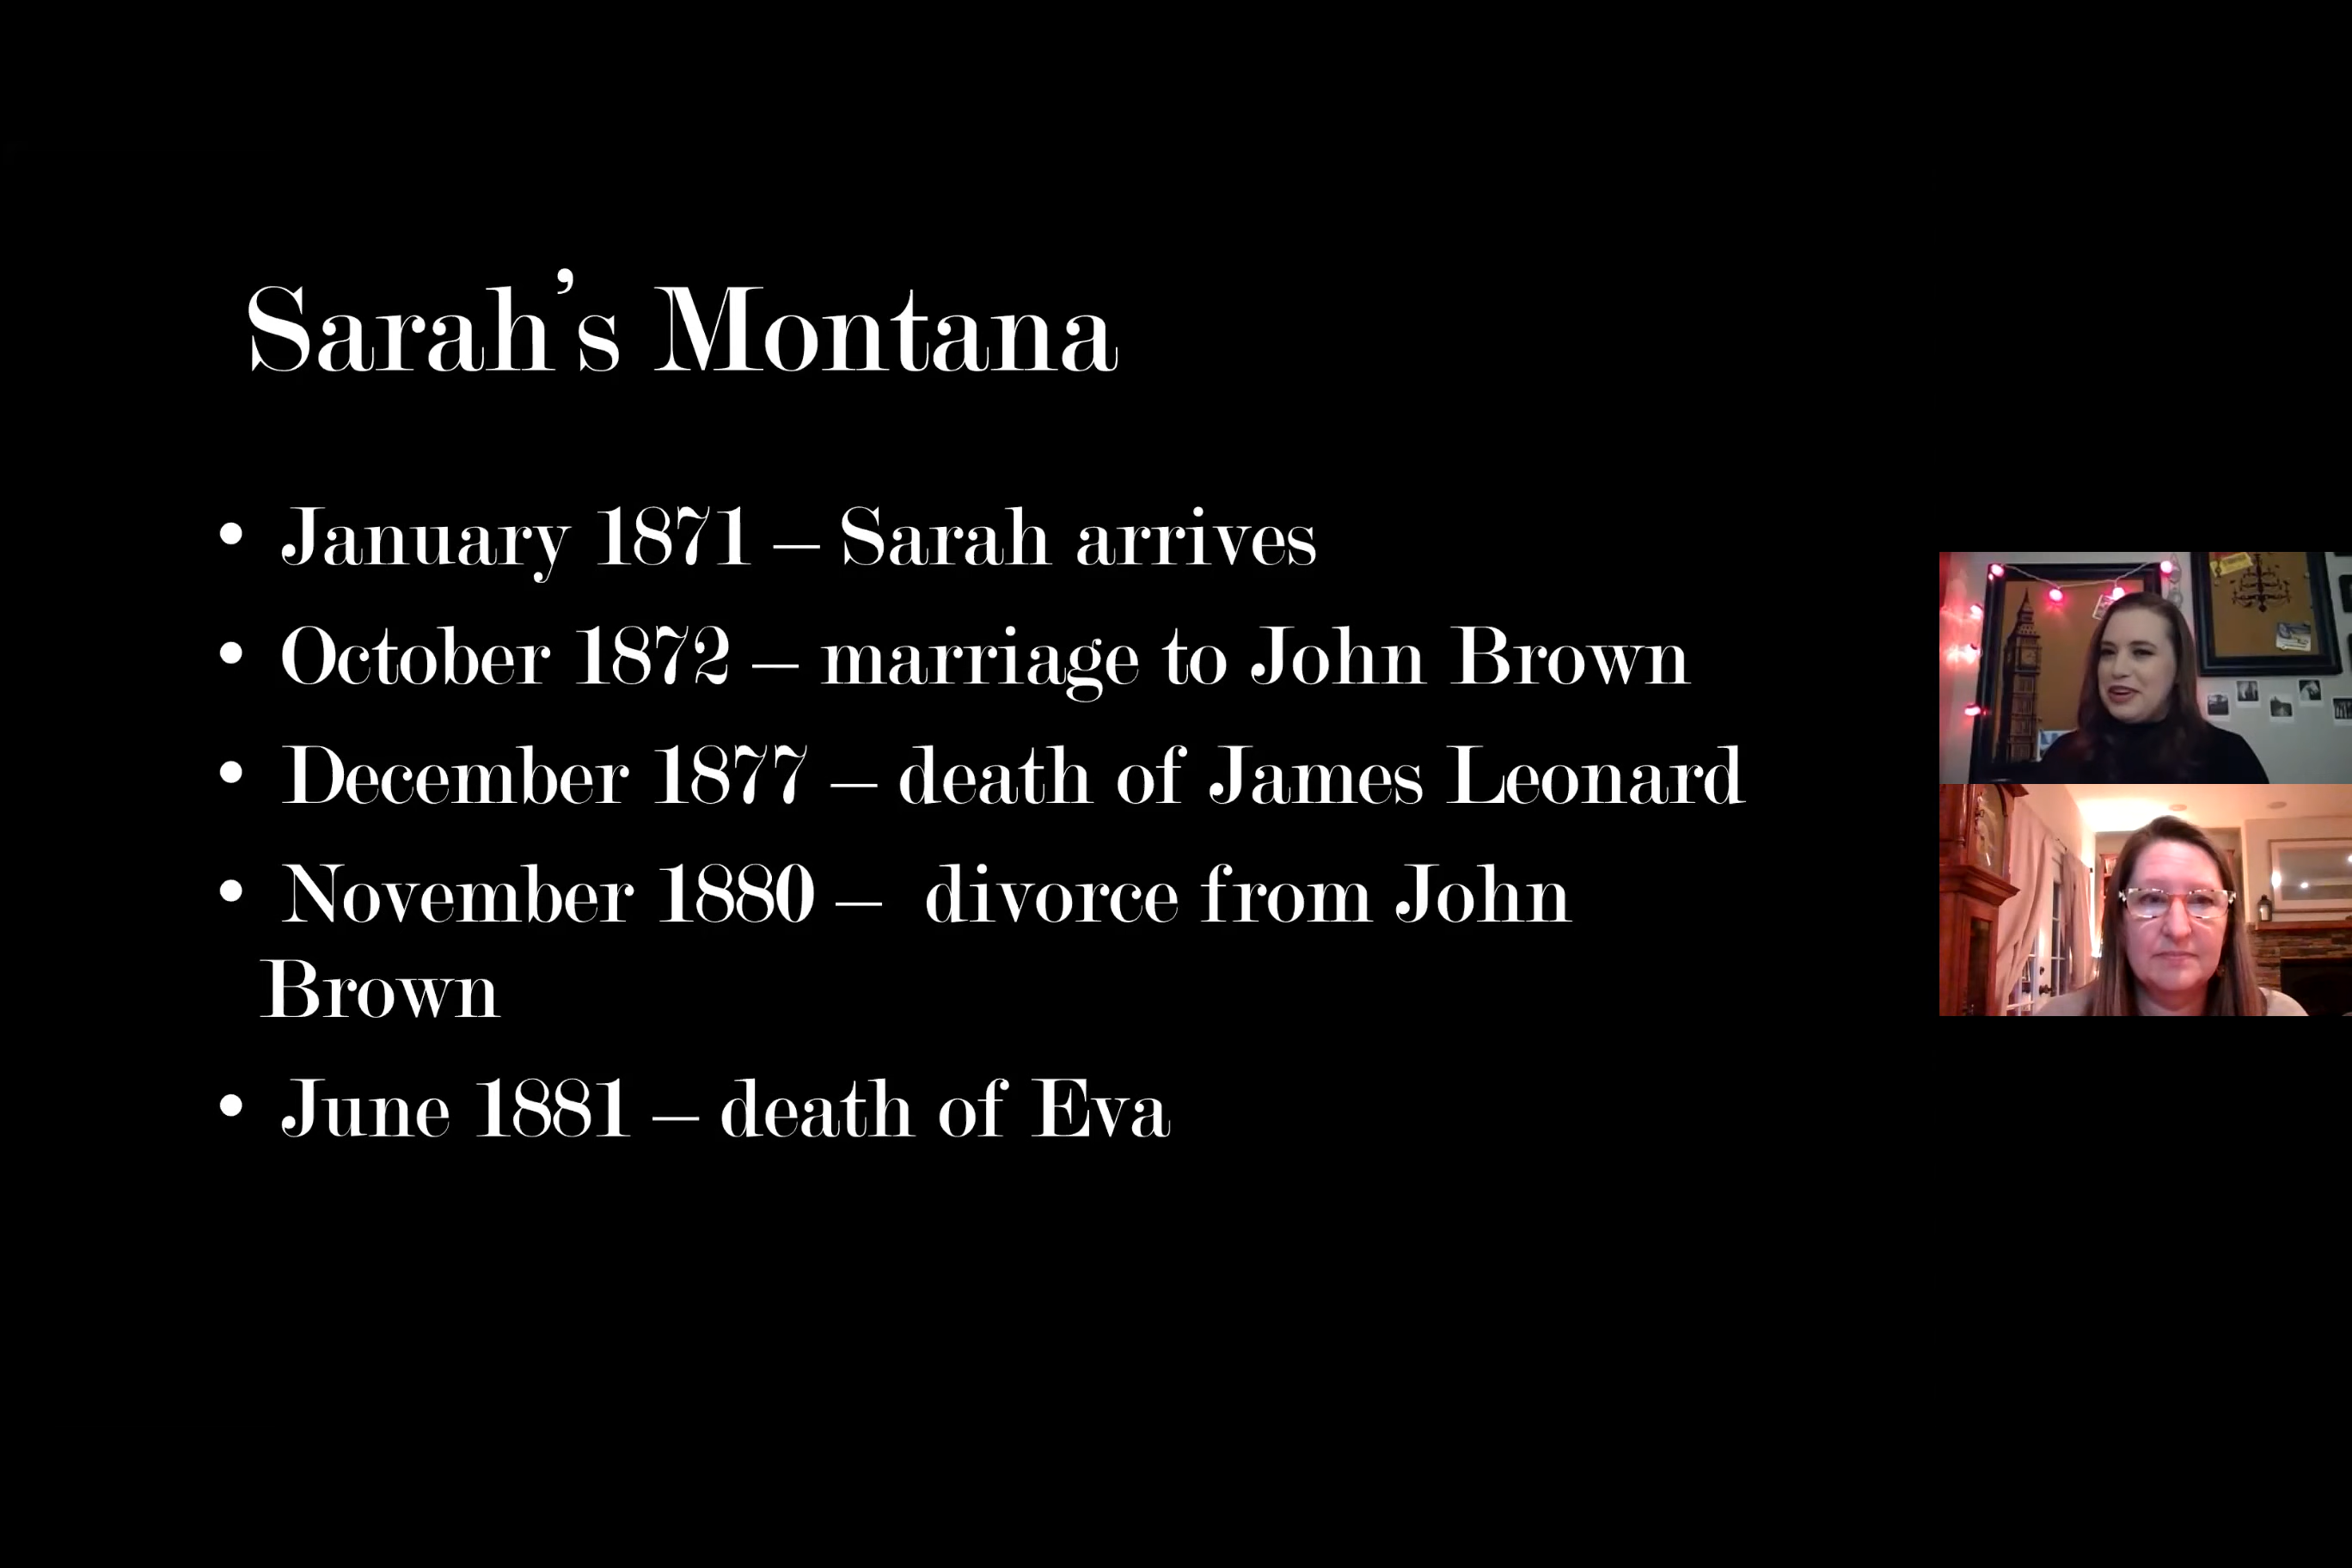 Sarah’s Montana
• January 1871 – Sarah arrives
• October 1872 – marriage to John Brown
• December 1877 – death of James Leonard
• November 1880 –  divorce from John
Brown
• June 1881 – death of Eva